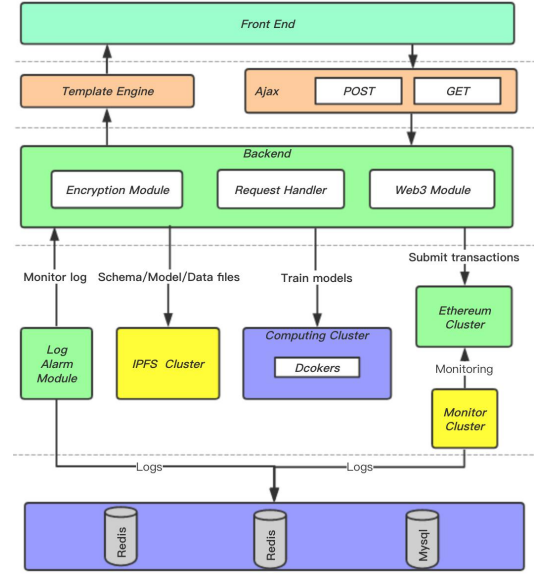 Front End
Template Engine
Ajax
POST
GET
Backend
Encryption Module
Request Handler
Web3 Module
Monitor log
Schema/Model/Data files
Train models
Submit transactions
Log
Alarm
Module
IPFS Cluster
Computing Cluster
Dcokers
Ethereum
Cluster
Monitoring
Monitor
Cluster
Logs
Logs
Redis
Redis
Mysql